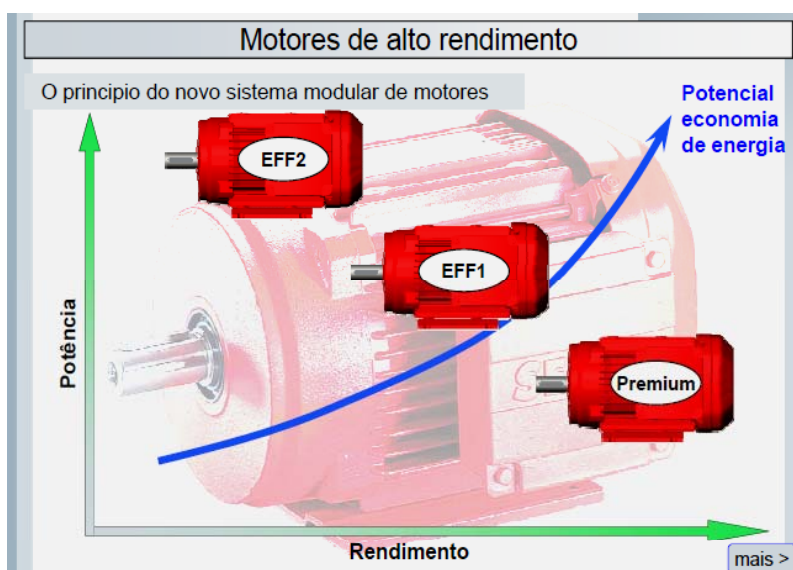 Motores de alto rendimento
O principio do novo sistema modular de motores
Potencial
economia
de energia
EFF2
EFF1
Premium
Potência
Rendimento
mais >